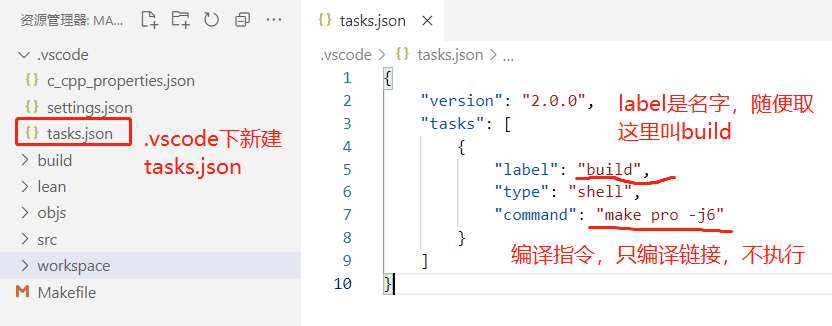 资源管理器: MA...
.vscode
c_cpp_properties.json
settings.json
tasks.json
.vscode下新建
tasks.json
build
lean
objs
src
workspace
Makefile
tasks.json
.vscode > tasks.json > ...
1 {
2 "version": "2.0.0",
3 "tasks": [
4 {
5 "label": "build",
6 "type": "shell",
7 "command": "make pro -j6"
8 }
9 ]
10 }
label是名字，随便取
这里叫build
编译指令，只编译链接，不执行